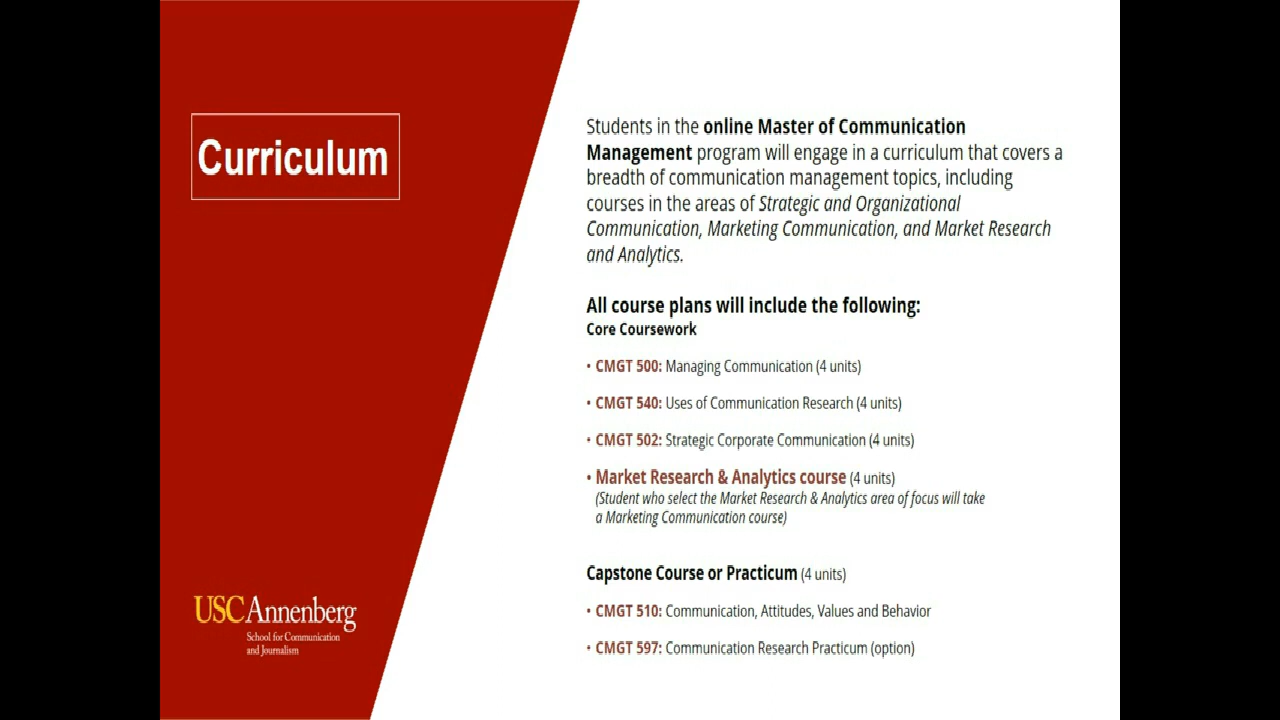 Curriculum
Students in the online Master of Communication
Management program will engage in a curriculum that covers a
breadth of communication management topics, including
courses in the areas of Strategic and Organizational
Communication, Marketing Communication, and Market Research
and Analytics.
All course plans will include the following:
Core Coursework
• CMGT 500: Managing Communication (4 units)
• CMGT 540: Uses of Communication Research (4 units)
• CMGT 502: Strategic Corporate Communication (4 units)
• Market Research & Analytics course (4 units)
(Student who select the Market Research & Analytics area of focus will take
a Marketing Communication course)
Capstone Course or Practicum (4 units)
• CMGT 510: Communication, Attitudes, Values and Behavior
• CMGT 597: Communication Research Practicum (option)
USC Annenberg
School for Communication
and Journalism